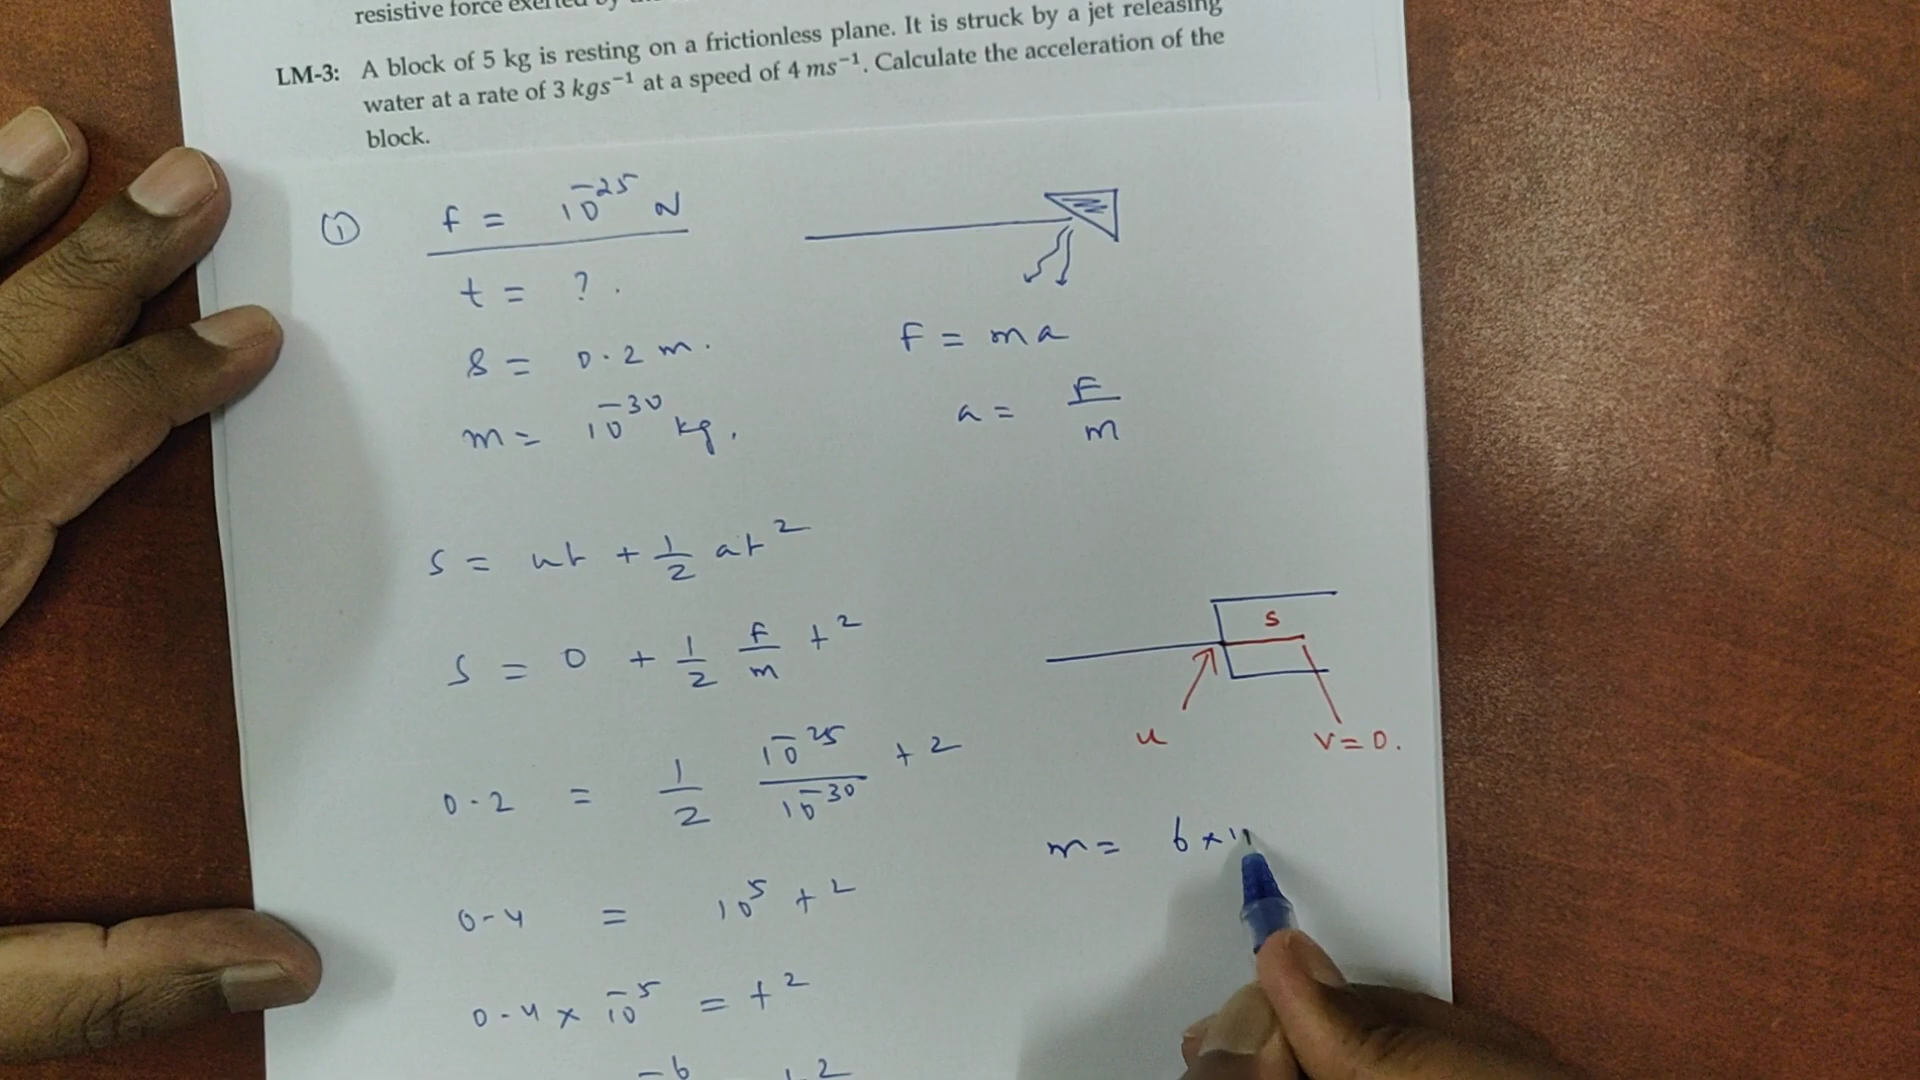 resistive force exerted by
LM-3: A block of 5 kg is resting on a frictionless plane. It is struck by a jet releasing
water at a rate of 3 kgs⁻¹ at a speed of 4 ms⁻¹. Calculate the acceleration of the
block.
① f = 10⁻²⁵ N
t = ?.
s = 0.2 m.
m = 10⁻³⁰ kg.
F = ma
a = F/m
s = ut + 1/2 at²
s = 0 + 1/2 F/m t²
0.2 = 1/2 10⁻²⁵/10⁻³⁰ t²
0.4 = 10⁵ t²
0.4 × 10⁻⁵ = t²
s
u
v = 0.
m = 6 × 1